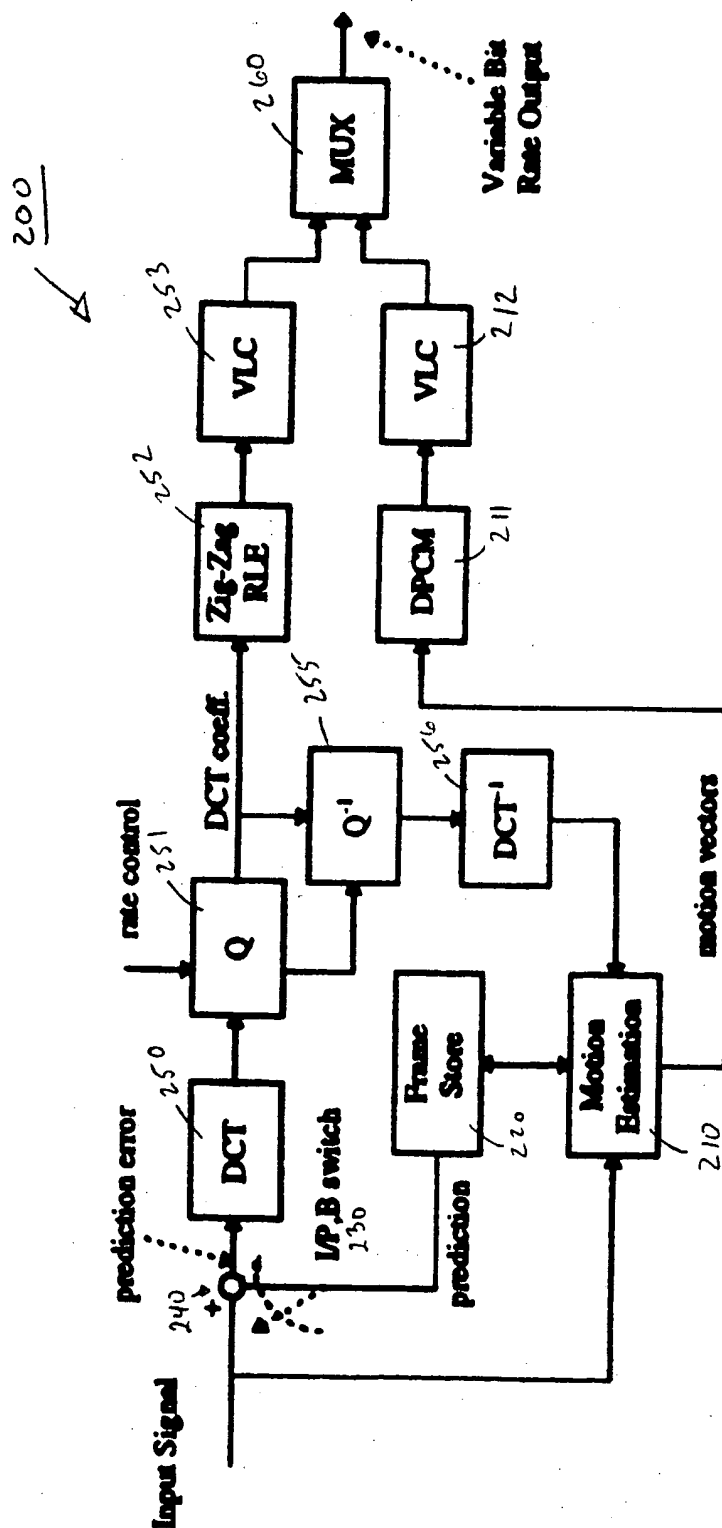 200
Input Signal
+
240
-
prediction error
DCT
250
rate control
Q
251
DCT coeff.
Zig-Zag
RLE
252
VLC
253
MUX
260
Variable Bit
Rate Output
I/P,B switch
230
prediction
Frame
Store
220
Q-1
255
DCT-1
256
DPCM
211
VLC
212
Motion
Estimation
210
motion vectors